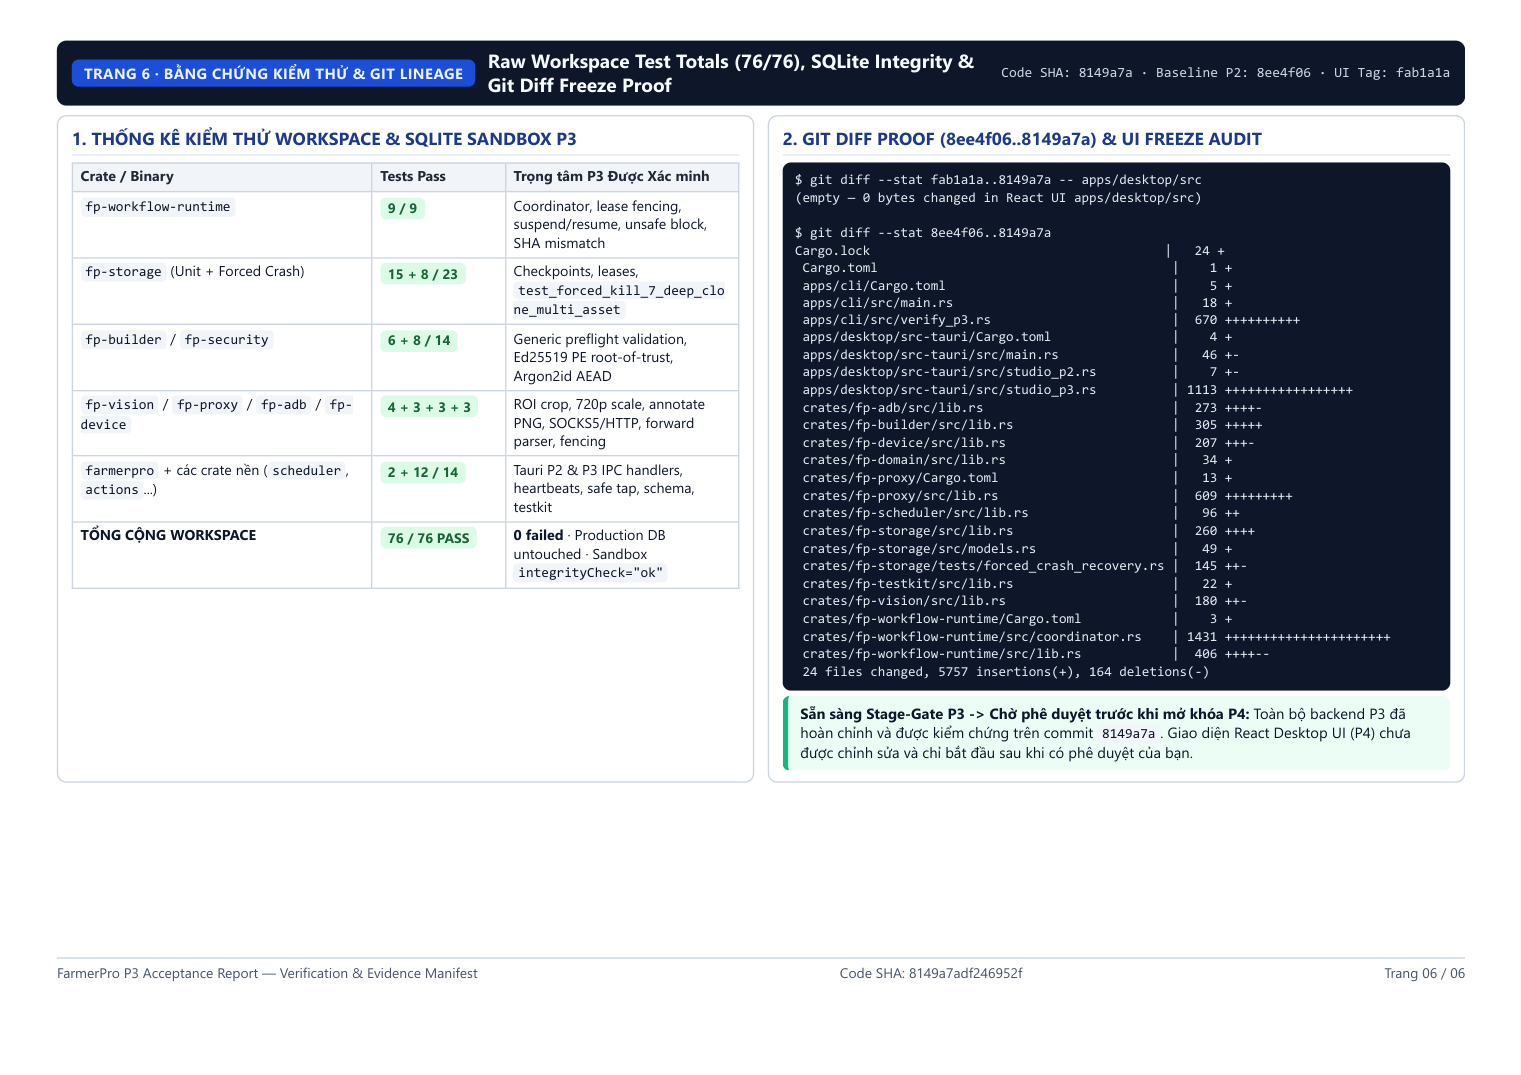 TRANG 6 · BẰNG CHỨNG KIỂM THỬ & GIT LINEAGE
Raw Workspace Test Totals (76/76), SQLite Integrity &
Git Diff Freeze Proof
Code SHA: 8149a7a · Baseline P2: 8ee4f06 · UI Tag: fab1a1a
1. THỐNG KÊ KIỂM THỬ WORKSPACE & SQLITE SANDBOX P3
Crate / Binary Tests Pass Trọng tâm P3 Được Xác minh
fp-workflow-runtime 9 / 9 Coordinator, lease fencing,
suspend/resume, unsafe block,
SHA mismatch
fp-storage (Unit + Forced Crash) 15 + 8 / 23 Checkpoints, leases,
test_forced_kill_7_deep_clo
ne_multi_asset
fp-builder / fp-security 6 + 8 / 14 Generic preflight validation,
Ed25519 PE root-of-trust,
Argon2id AEAD
fp-vision / fp-proxy / fp-adb / fp-
device
4 + 3 + 3 + 3
ROI crop, 720p scale, annotate
PNG, SOCKS5/HTTP, forward
parser, fencing
farmerpro + các crate nền ( scheduler ,
actions …)
2 + 12 / 14
Tauri P2 & P3 IPC handlers,
heartbeats, safe tap, schema,
testkit
TỔNG CỘNG WORKSPACE 76 / 76 PASS 0 failed · Production DB
untouched · Sandbox
integrityCheck="ok"
2. GIT DIFF PROOF (8ee4f06..8149a7a) & UI FREEZE AUDIT
$ git diff --stat fab1a1a..8149a7a -- apps/desktop/src
(empty — 0 bytes changed in React UI apps/desktop/src)
$ git diff --stat 8ee4f06..8149a7a
Cargo.lock | 24 +
Cargo.toml | 1 +
apps/cli/Cargo.toml | 5 +
apps/cli/src/main.rs | 18 +
apps/cli/src/verify_p3.rs | 670 ++++++++++
apps/desktop/src-tauri/Cargo.toml | 4 +
apps/desktop/src-tauri/src/main.rs | 46 +-
apps/desktop/src-tauri/src/studio_p2.rs | 7 +-
apps/desktop/src-tauri/src/studio_p3.rs | 1113 +++++++++++++++++
crates/fp-adb/src/lib.rs | 273 ++++-
crates/fp-builder/src/lib.rs | 305 +++++
crates/fp-device/src/lib.rs | 207 +++-
crates/fp-domain/src/lib.rs | 34 +
crates/fp-proxy/Cargo.toml | 13 +
crates/fp-proxy/src/lib.rs | 609 +++++++++
crates/fp-scheduler/src/lib.rs | 96 ++
crates/fp-storage/src/lib.rs | 260 ++++
crates/fp-storage/src/models.rs | 49 +
crates/fp-storage/tests/forced_crash_recovery.rs | 145 ++-
crates/fp-testkit/src/lib.rs | 22 +
crates/fp-vision/src/lib.rs | 180 ++-
crates/fp-workflow-runtime/Cargo.toml | 3 +
crates/fp-workflow-runtime/src/coordinator.rs | 1431 ++++++++++++++++++++++
crates/fp-workflow-runtime/src/lib.rs | 406 ++++--
24 files changed, 5757 insertions(+), 164 deletions(-)
Sẵn sàng Stage-Gate P3 -> Chờ phê duyệt trước khi mở khóa P4: Toàn bộ backend P3 đã
hoàn chỉnh và được kiểm chứng trên commit 8149a7a . Giao diện React Desktop UI (P4) chưa
được chỉnh sửa và chỉ bắt đầu sau khi có phê duyệt của bạn.
FarmerPro P3 Acceptance Report — Verification & Evidence Manifest
Code SHA: 8149a7adf246952f
Trang 06 / 06